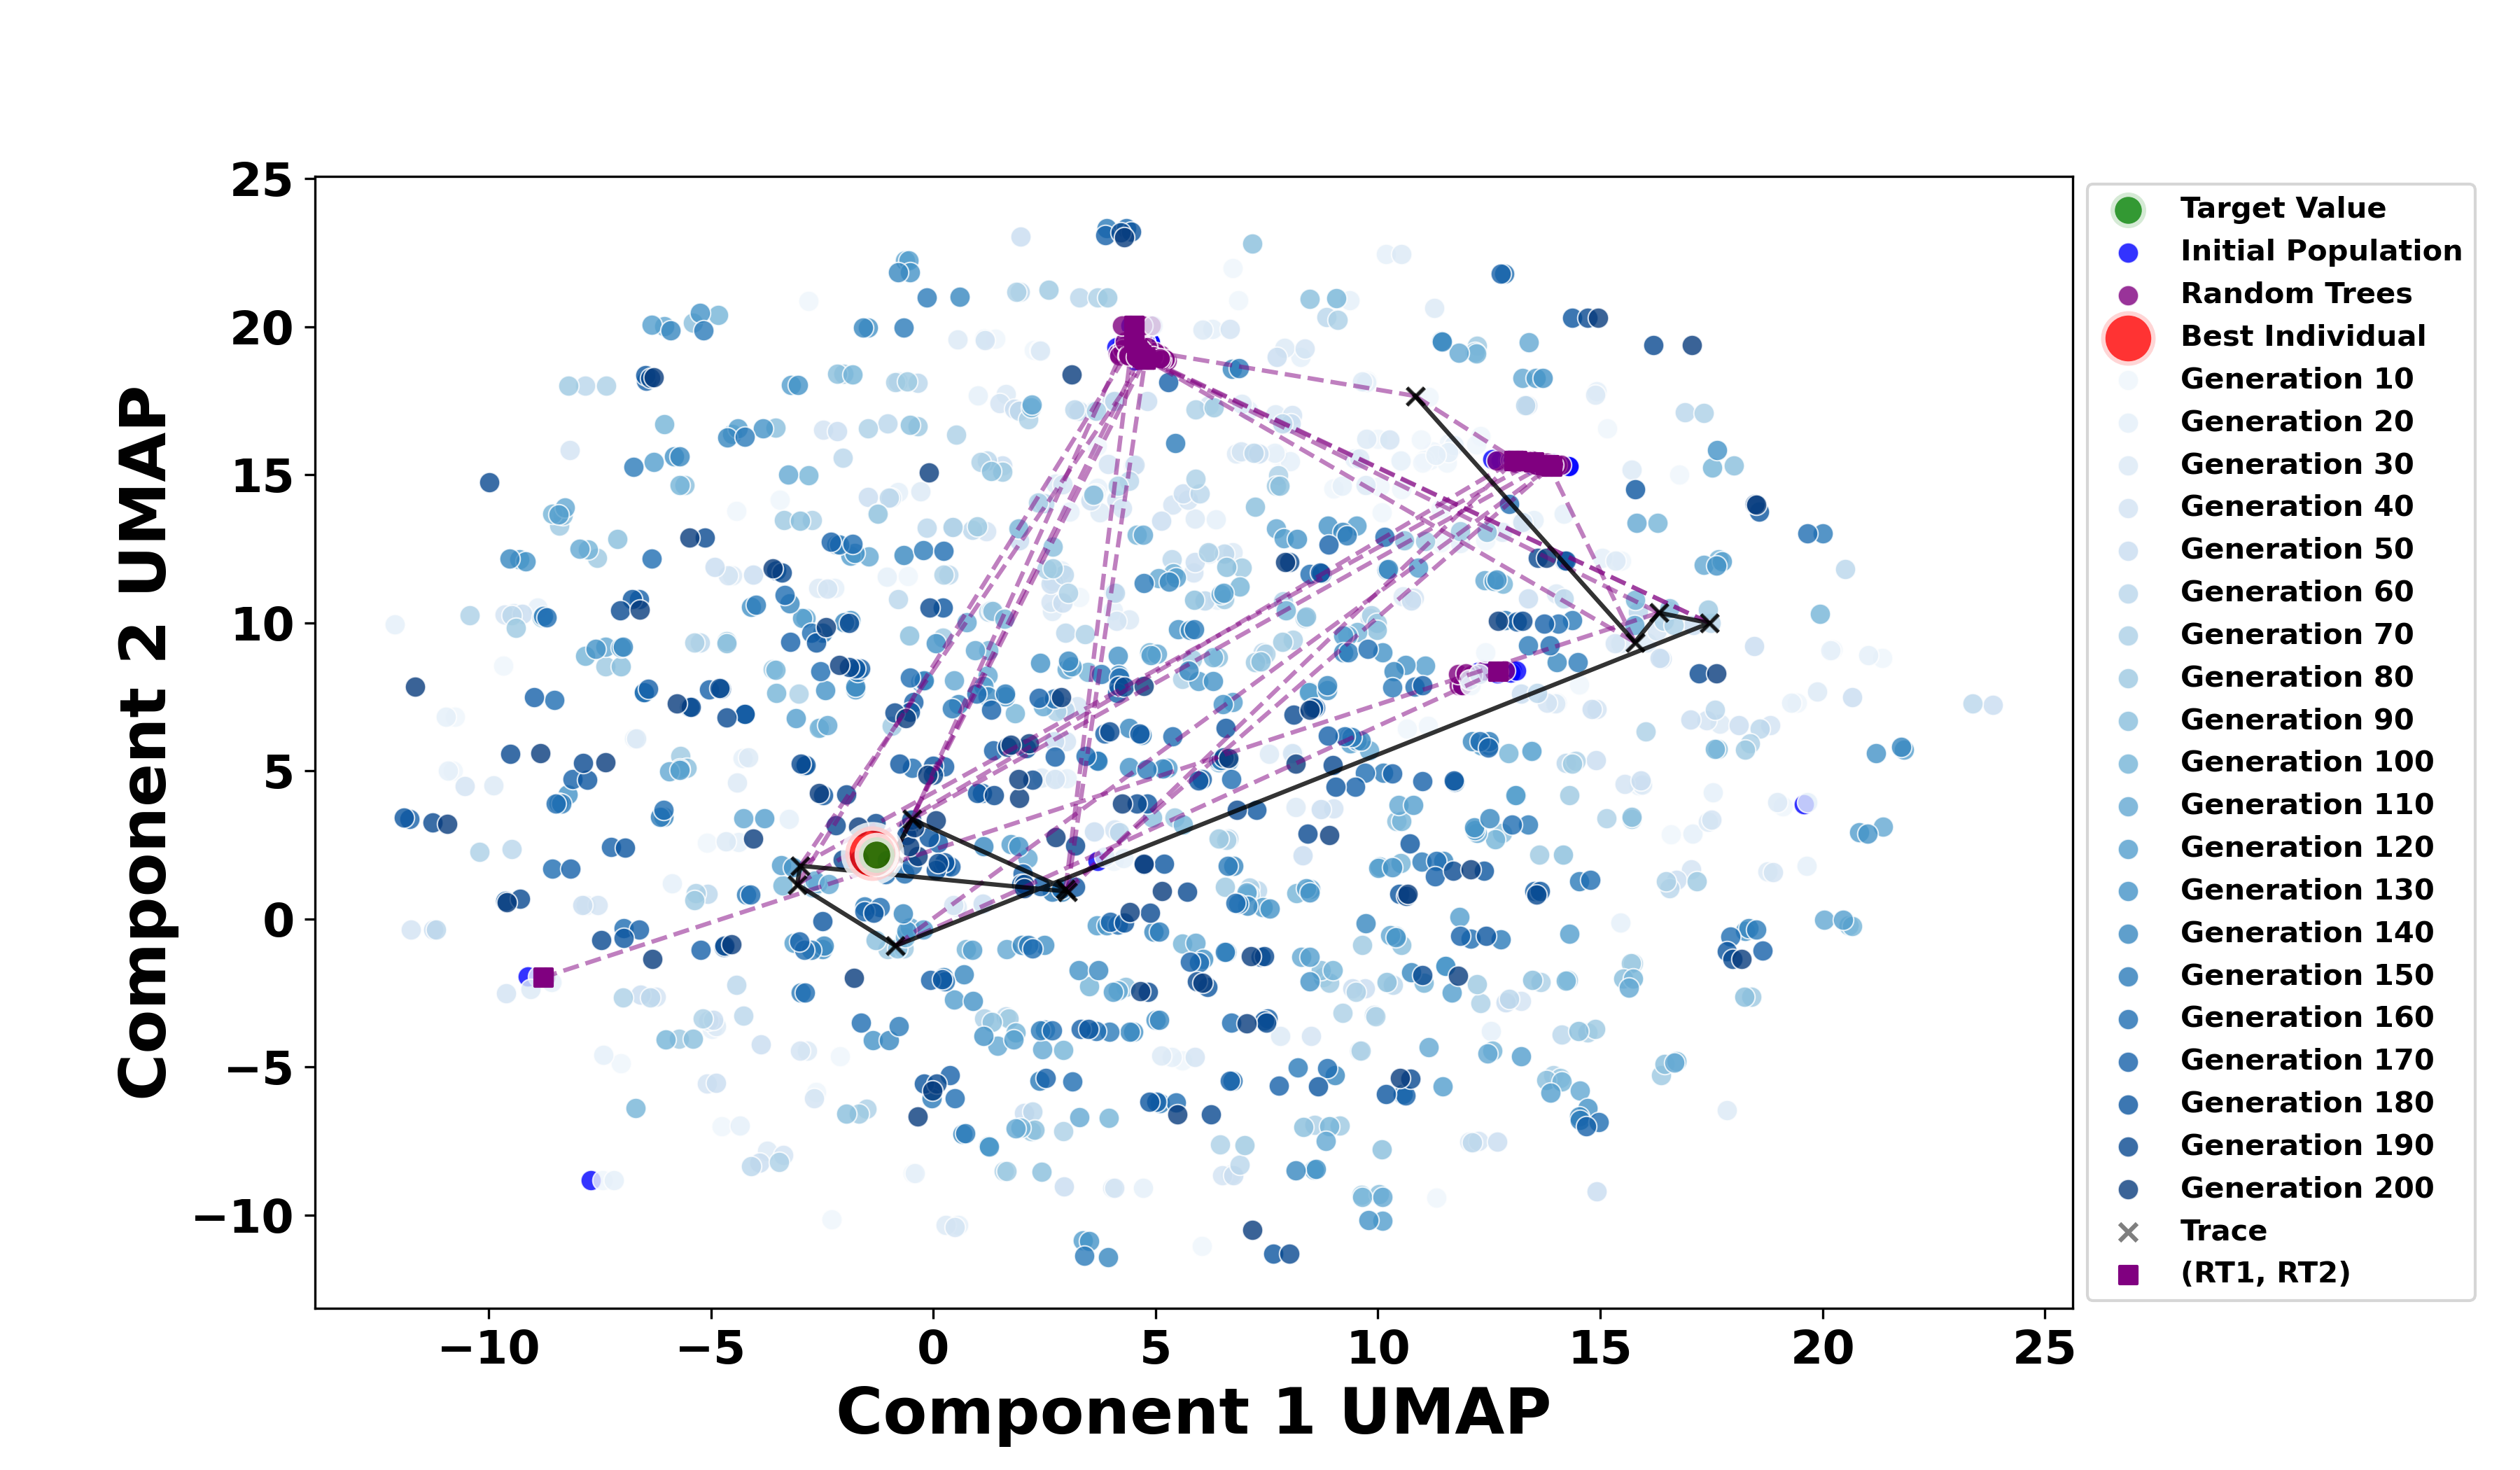 25
20
15
10
5
0
−5
−10
Component 2 UMAP
−10
−5
0
5
10
15
20
25
Component 1 UMAP
Target Value
Initial Population
Random Trees
Best Individual
Generation 10
Generation 20
Generation 30
Generation 40
Generation 50
Generation 60
Generation 70
Generation 80
Generation 90
Generation 100
Generation 110
Generation 120
Generation 130
Generation 140
Generation 150
Generation 160
Generation 170
Generation 180
Generation 190
Generation 200
Trace
(RT1, RT2)